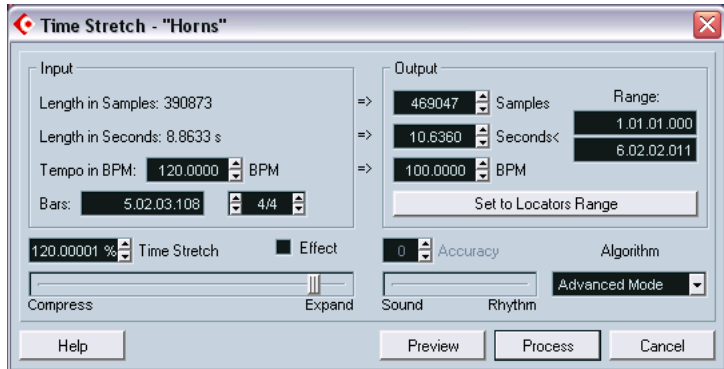 Time Stretch - "Horns"
Input
Output
Length in Samples: 390873 => 469047 Samples Range:
1.01.01.000
Length in Seconds: 8.8633 s => 10.6360 Seconds<
6.02.02.011
Tempo in BPM: 120.0000 BPM => 100.0000 BPM
Bars: 5.02.03.108 4/4 Set to Locators Range
120.00001 % Time Stretch Effect 0 Accuracy Algorithm
Advanced Mode
Compress Expand Sound Rhythm
Help Preview Process Cancel